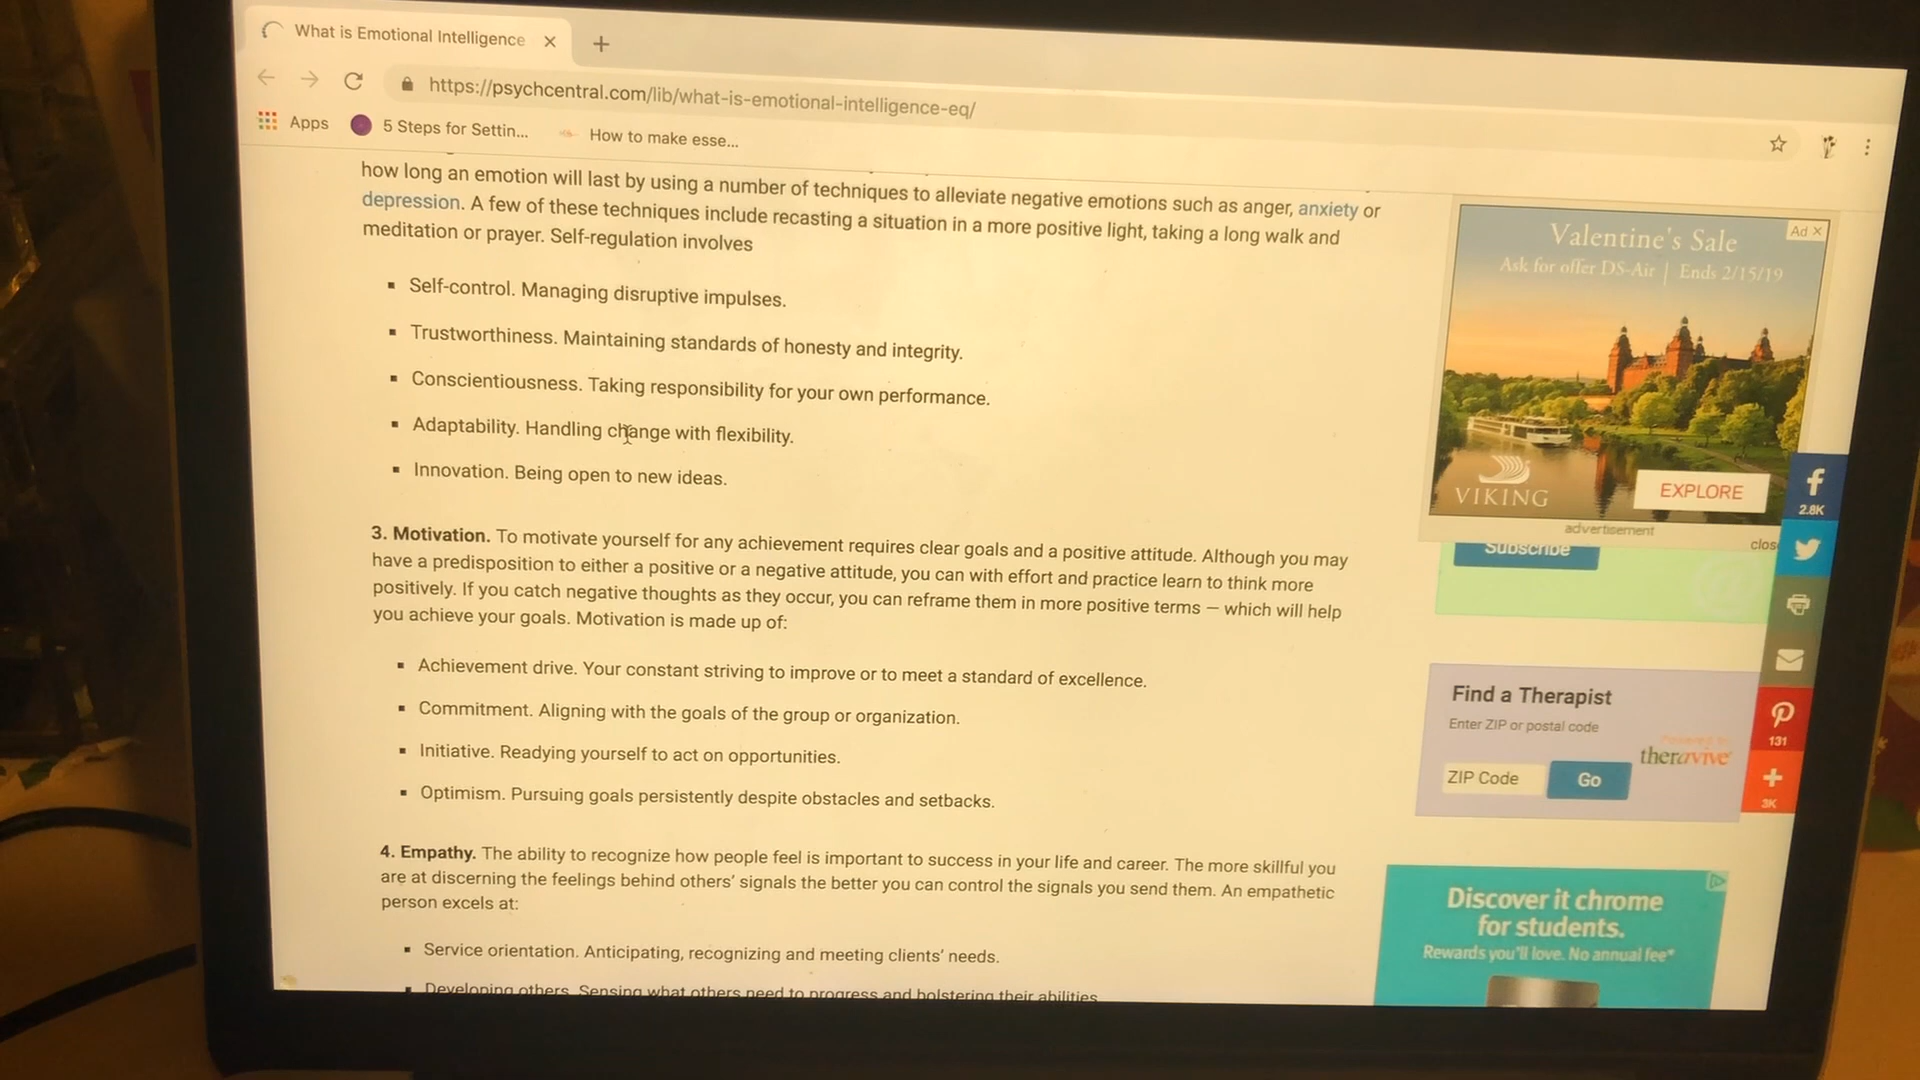 What is Emotional Intelligence
https://psychcentral.com/lib/what-is-emotional-intelligence-eq/
Apps
5 Steps for Settin...
How to make esse...
how long an emotion will last by using a number of techniques to alleviate negative emotions such as anger, anxiety or
depression. A few of these techniques include recasting a situation in a more positive light, taking a long walk and
meditation or prayer. Self-regulation involves
Self-control. Managing disruptive impulses.
Trustworthiness. Maintaining standards of honesty and integrity.
Conscientiousness. Taking responsibility for your own performance.
Adaptability. Handling change with flexibility.
Innovation. Being open to new ideas.
3. Motivation. To motivate yourself for any achievement requires clear goals and a positive attitude. Although you may
have a predisposition to either a positive or a negative attitude, you can with effort and practice learn to think more
positively. If you catch negative thoughts as they occur, you can reframe them in more positive terms — which will help
you achieve your goals. Motivation is made up of:
Achievement drive. Your constant striving to improve or to meet a standard of excellence.
Commitment. Aligning with the goals of the group or organization.
Initiative. Readying yourself to act on opportunities.
Optimism. Pursuing goals persistently despite obstacles and setbacks.
4. Empathy. The ability to recognize how people feel is important to success in your life and career. The more skillful you
are at discerning the feelings behind others' signals the better you can control the signals you send them. An empathetic
person excels at:
Service orientation. Anticipating, recognizing and meeting clients' needs.
Developing others. Sensing what others need to progress and bolstering their abilities
Ad
Valentine's Sale
Ask for offer DS-Air | Ends 2/15/19
VIKING
EXPLORE
advertisement
clos
Subscribe
2.8K
Find a Therapist
Enter ZIP or postal code
theravive
ZIP Code
Go
131
3K
Discover it chrome
for students.
Rewards you'll love. No annual fee*